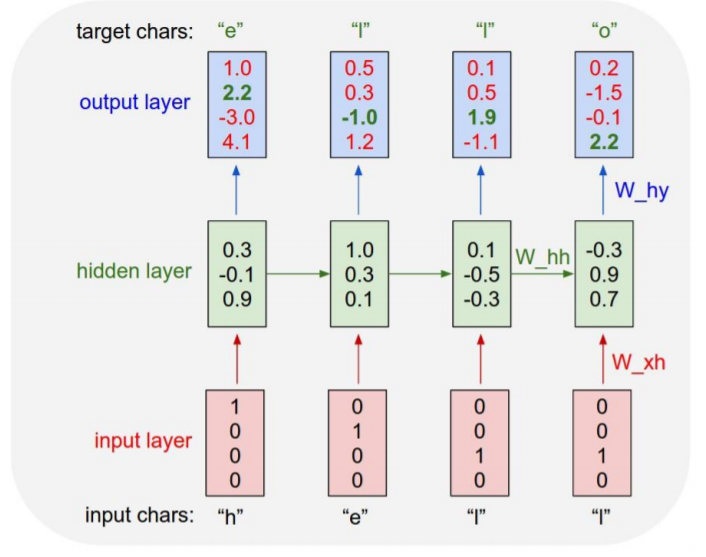 target chars: “e” “l” “l” “o”
output layer
1.0 0.5 0.1 0.2
2.2 0.3 0.5 -1.5
-3.0 -1.0 1.9 -0.1
4.1 1.2 -1.1 2.2
W_hy
hidden layer
0.3 1.0 0.1 -0.3
-0.1 0.3 -0.5 0.9
0.9 0.1 -0.3 0.7
W_hh
W_xh
input layer
1 0 0 0
0 1 0 0
0 0 1 1
0 0 0 0
input chars: “h” “e” “l” “l”